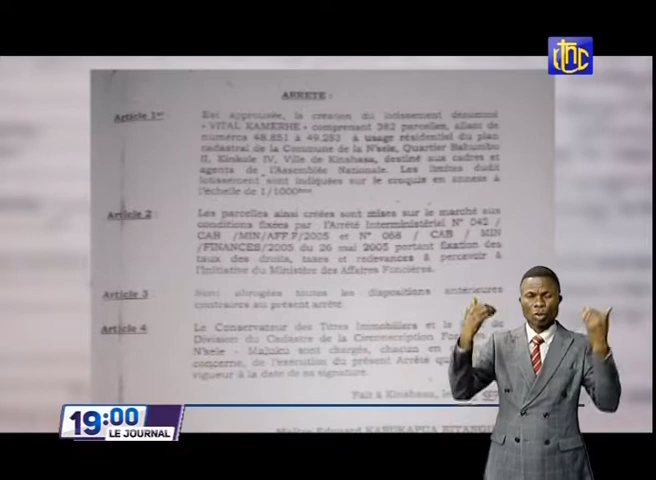 rtnc
ARRETE :
Article 1er
Est approuvée, la création du lotissement dénommé
« VITAL KAMERHE » comprenant 382 parcelles, allant de
numéros 48.851 à 49.283 à usage résidentiel du plan
cadastral de la Commune de la N'sele, Quartier Bahumbu
II, Kinkole IV, Ville de Kinshasa, destiné aux cadres et
agents de l'Assemblée Nationale. Les limites dudit
lotissement sont indiquées sur le croquis en annexe à
l'échelle de 1/1000
Article 2
Les parcelles ainsi créées sont mises sur le marché aux
conditions fixées par l'Arrêté Interministériel N° 042 /
CAB /MIN/AFF.F/2005 et N° 068 / CAB / MIN
/FINANCES/2005 du 26 mai 2005 portant fixation des
taux des droits, taxes et redevances à percevoir à
l'initiative du Ministre des Affaires Foncières.
Article 3
Sont abrogées toutes les dispositions antérieures
contraires au présent arrêté.
Article 4
Le Conservateur des Titres Immobiliers et le
Division du Cadastre de la Circonscription
N'sele - Maluku sont chargés, chacun en
concerne, de l'exécution du présent Arrêté
vigueur à la date de sa signature.
Fait à Kinshasa, le
19:00
LE JOURNAL